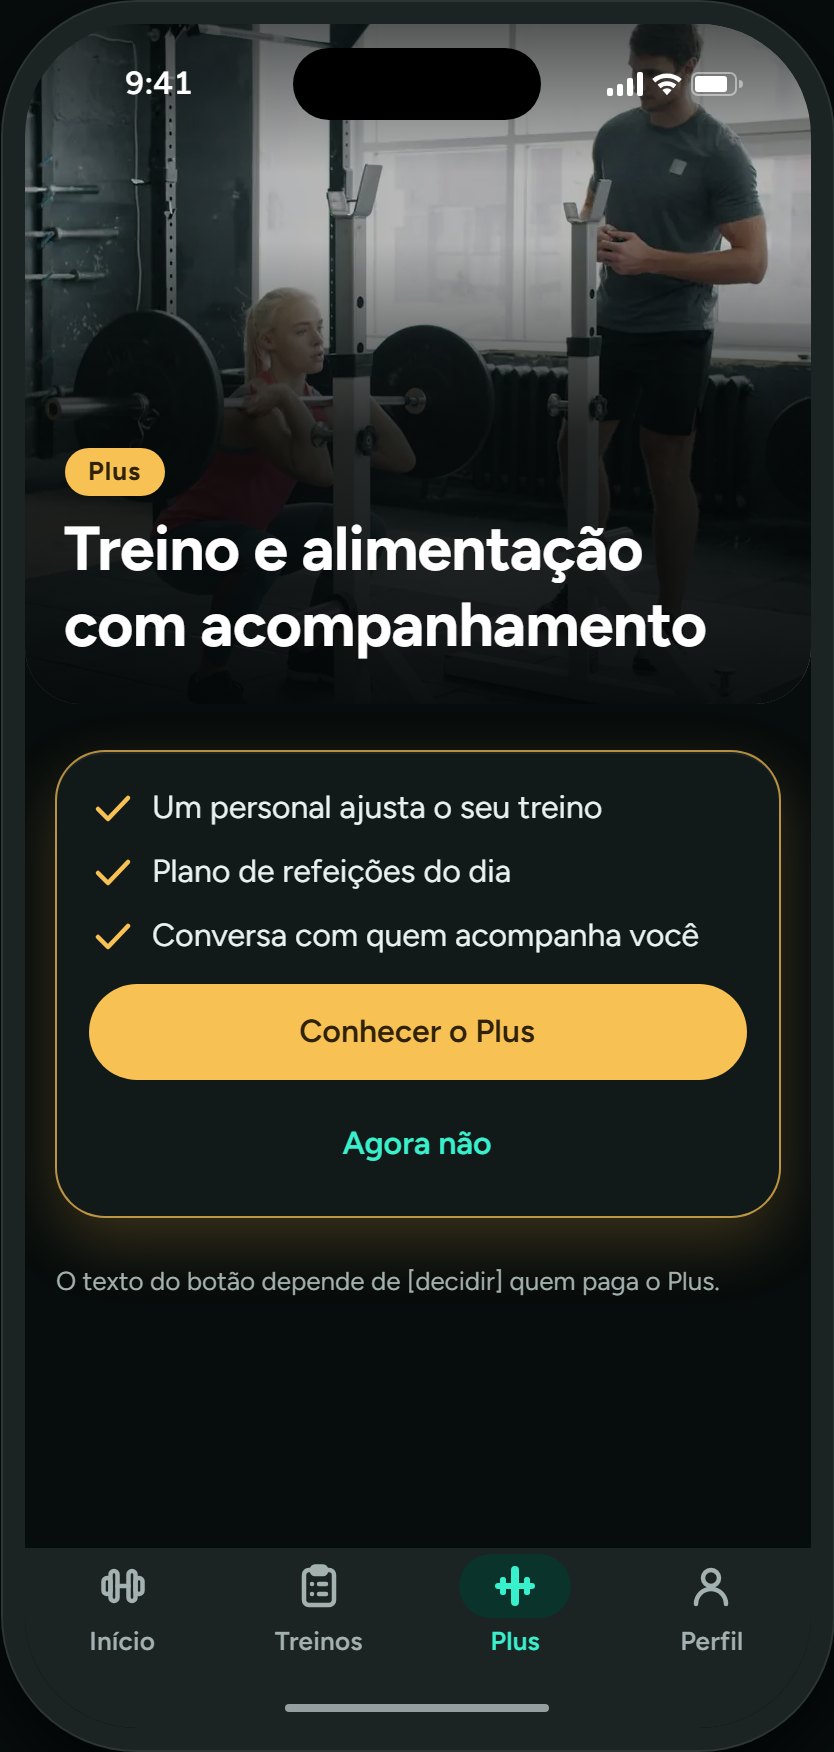 9:41
Plus
Treino e alimentação
com acompanhamento
Um personal ajusta o seu treino
Plano de refeições do dia
Conversa com quem acompanha você
Conhecer o Plus
Agora não
O texto do botão depende de [decidir] quem paga o Plus.
Início
Treinos
Plus
Perfil